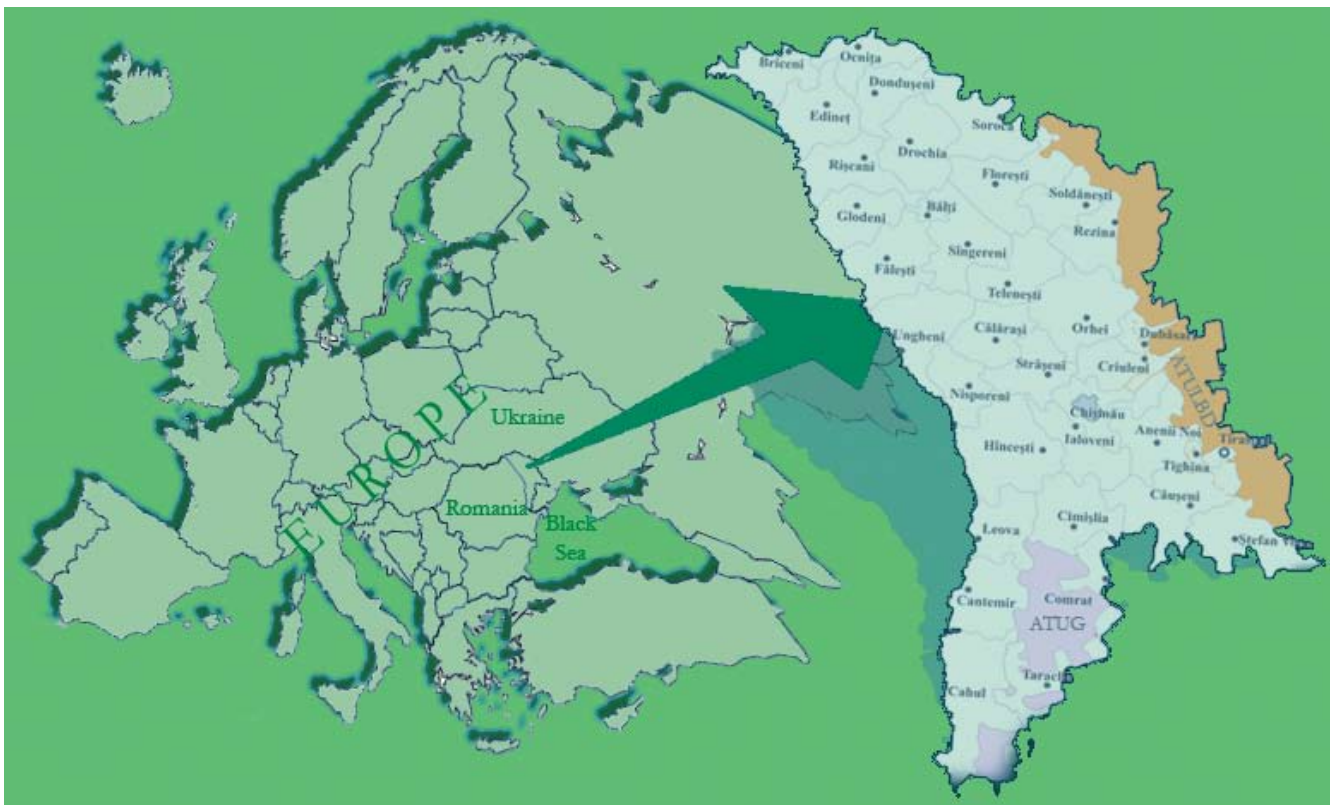 EUROPE
Ukraine
Romania
Black
Sea
Briceni
Ocnița
Dondușeni
Edineț
Soroca
Drochia
Rișcani
Florești
Soldănești
Glodeni
Bălți
Rezina
Sîngereni
Fălești
Telenești
Ungheni
Călărași
Orhei
Dubăsari
Strășeni
Criuleni
ATULBD
Nisporeni
Chișinău
Ialoveni
Anenii Noi
Hîncești
Tighina
Căușeni
Leova
Cimișlia
Cantemir
Comrat
ATUG
Cahul